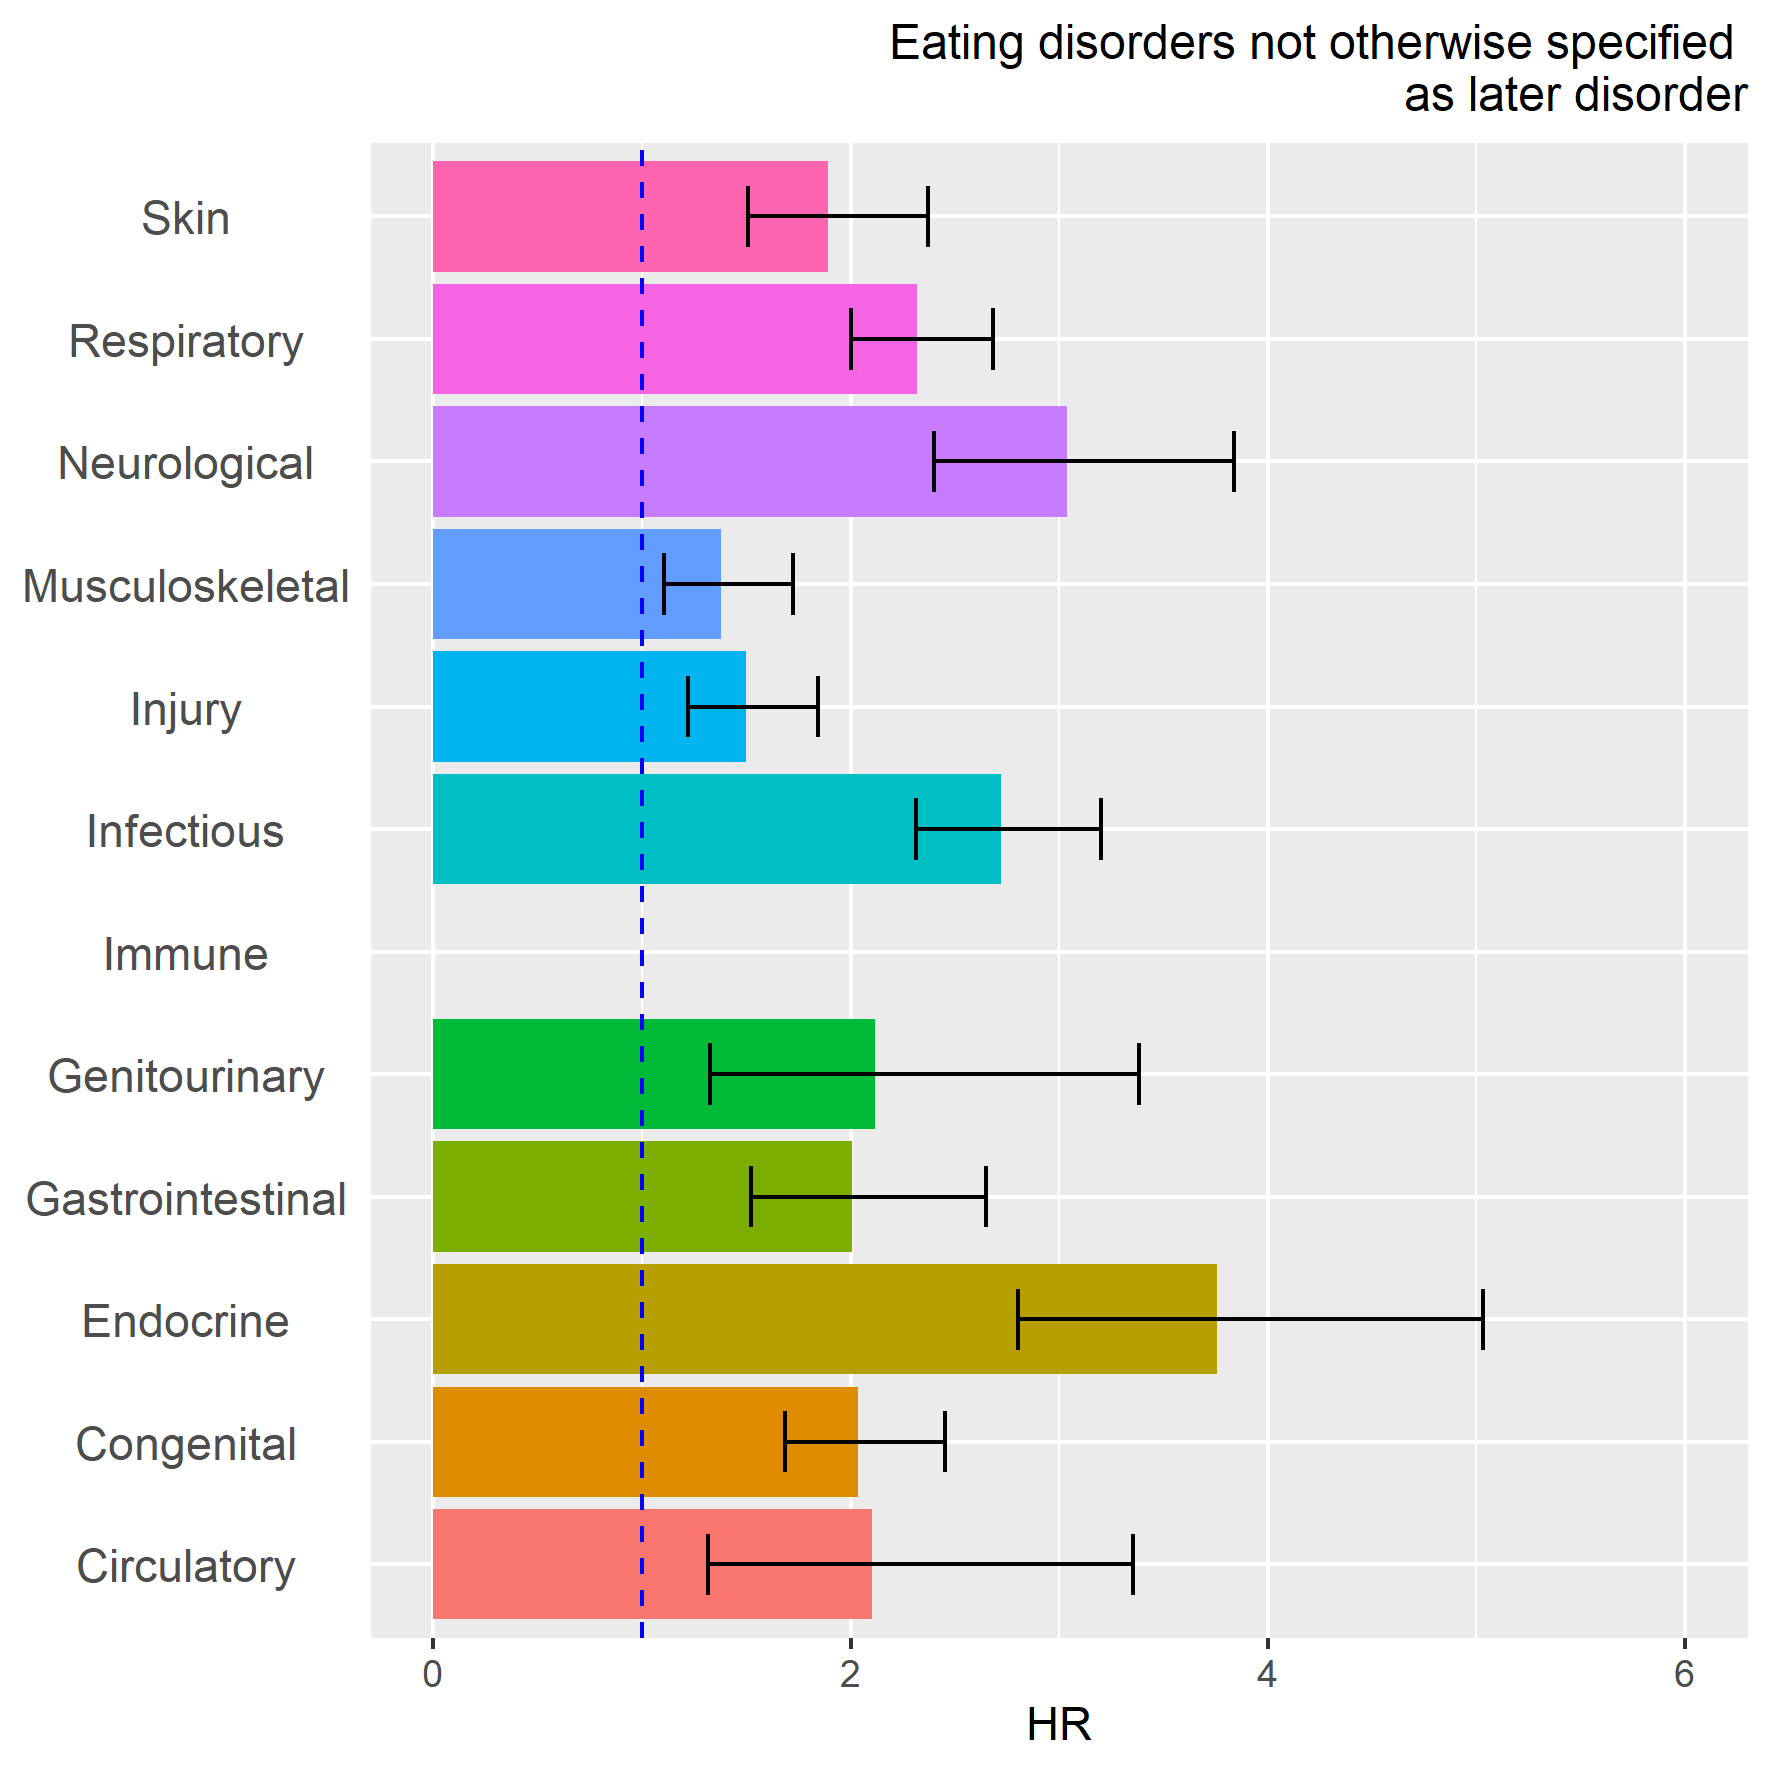 Eating disorders not otherwise specified
as later disorder
Skin
Respiratory
Neurological
Musculoskeletal
Injury
Infectious
Immune
Genitourinary
Gastrointestinal
Endocrine
Congenital
Circulatory
0 2 4 6
HR